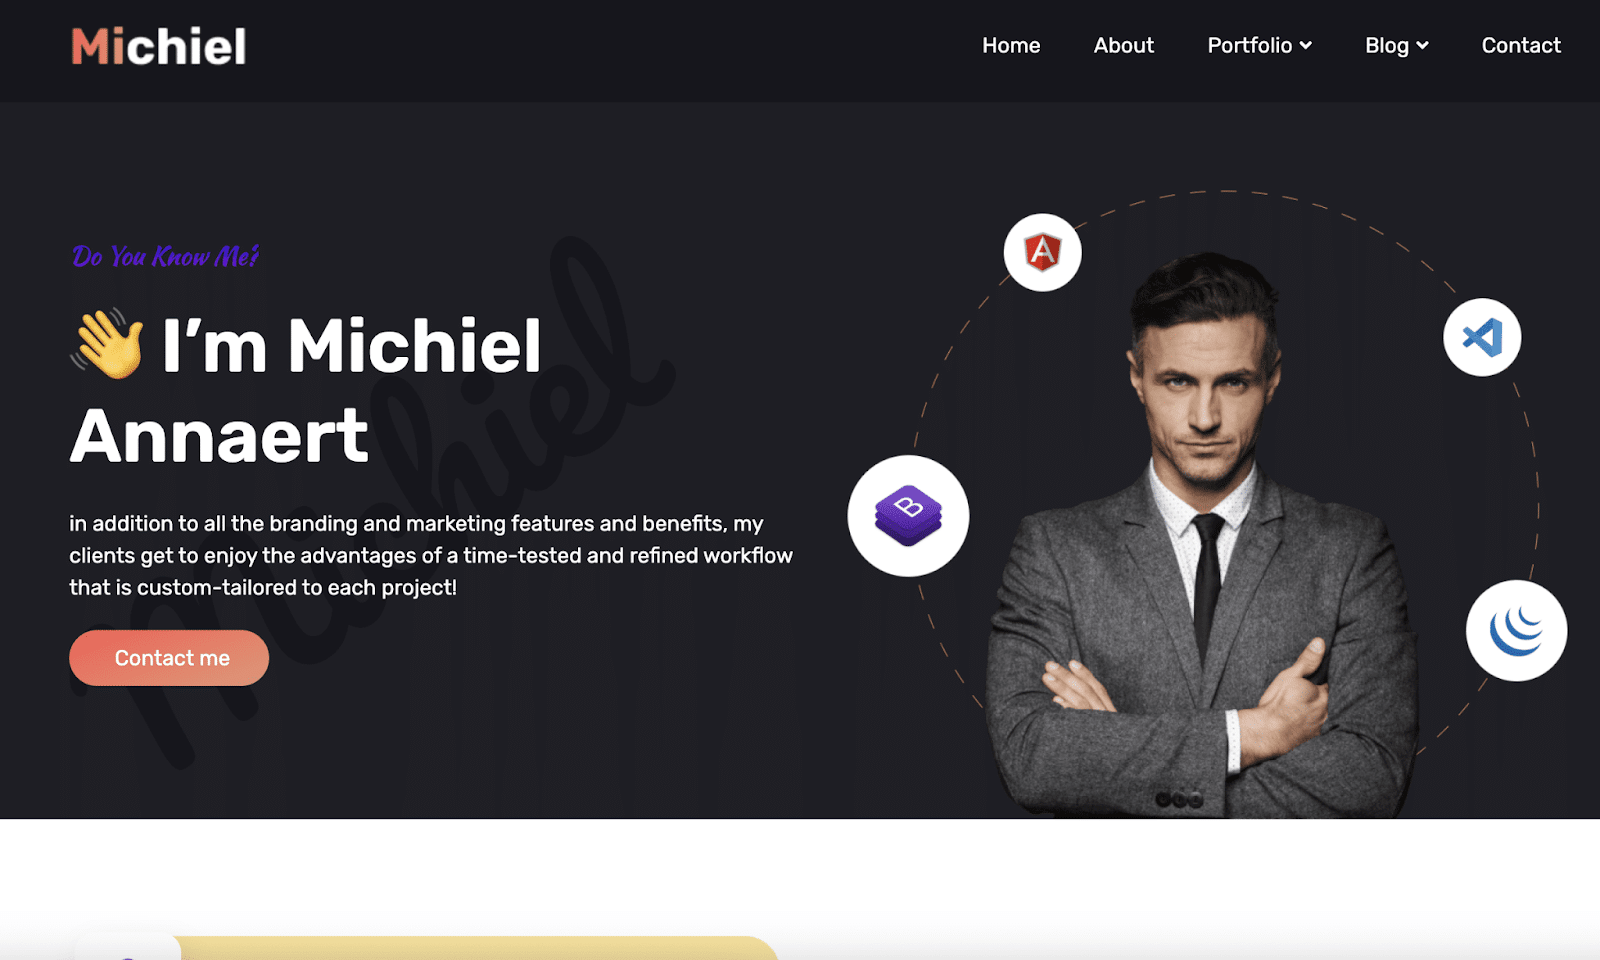 Michiel
Home About Portfolio Blog Contact
Do You Know Me?
👋 I’m Michiel
Annaert
in addition to all the branding and marketing features and benefits, my
clients get to enjoy the advantages of a time-tested and refined workflow
that is custom-tailored to each project!
Contact me
Michiel
A
B